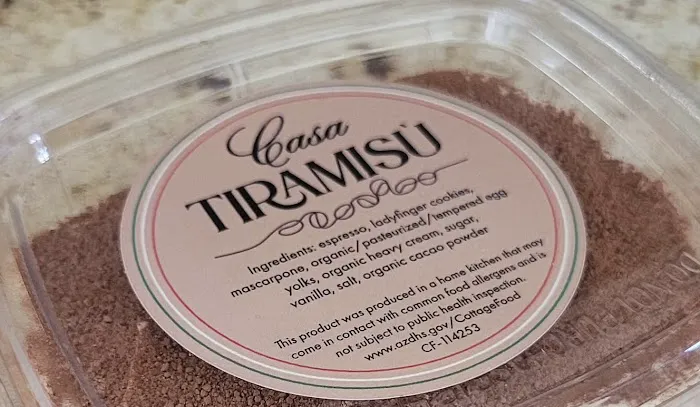 Casa
TIRAMISÙ
Ingredients: espresso, ladyfinger cookies,
mascarpone, organic/pasteurized/tempered egg
yolks, organic heavy cream, sugar,
vanilla, salt, organic cacao powder
This product was produced in a home kitchen that may
come in contact with common food allergens and is
not subject to public health inspection.
www.azdhs.gov/CottageFood
CF-114253